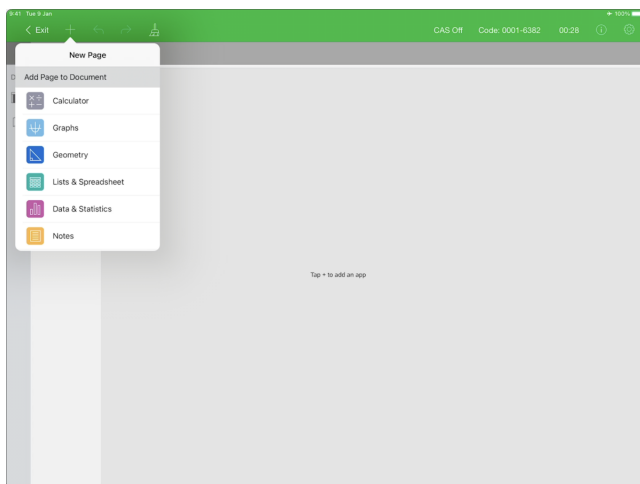 9:41 Tue 9 Jan
100%
Exit
CAS Off Code: 0001-6382 00:28
New Page
Add Page to Document
Calculator
Graphs
Geometry
Lists & Spreadsheet
Data & Statistics
Notes
Tap + to add an app